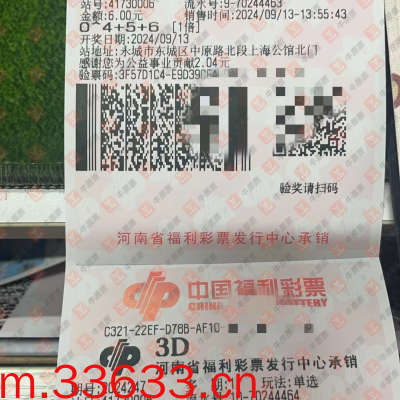 站号:41730006 流水号:9-70244463
金额:6.00元 销售时间:2024/09/13-13:55:43
0*4+5+6 [1倍]
开奖日期:2024/09/13
站址:永城市东城区中原路北段上海公馆北门
感谢您为公益事业贡献2.04元
验票码:3F57D1C4-E9D39
验奖请扫码
河南省福利彩票发行中心承销
中国福利彩票
CHINA LOTTERY
C321-22EF-D78B-AF10
3D
河南省福利彩票发行中心承销
期号:2024247 玩法:单选
70244464
m.33633.cn